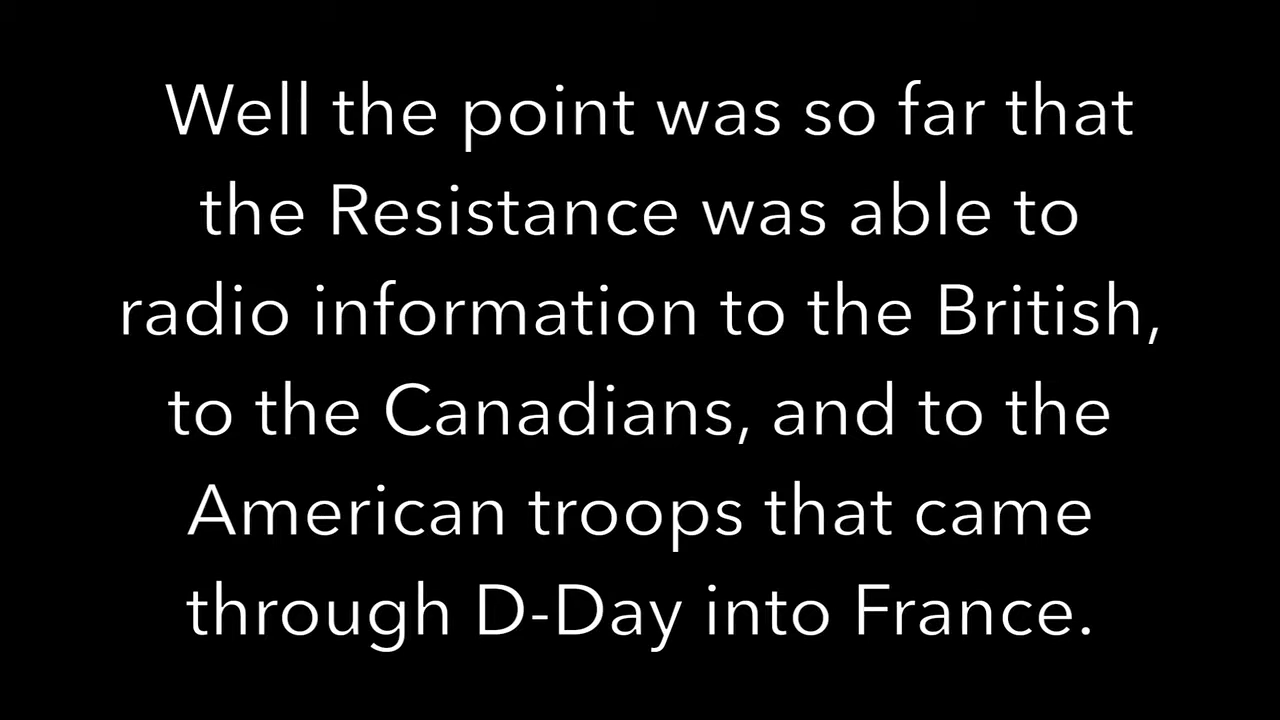 Well the point was so far that
the Resistance was able to
radio information to the British,
to the Canadians, and to the
American troops that came
through D-Day into France.